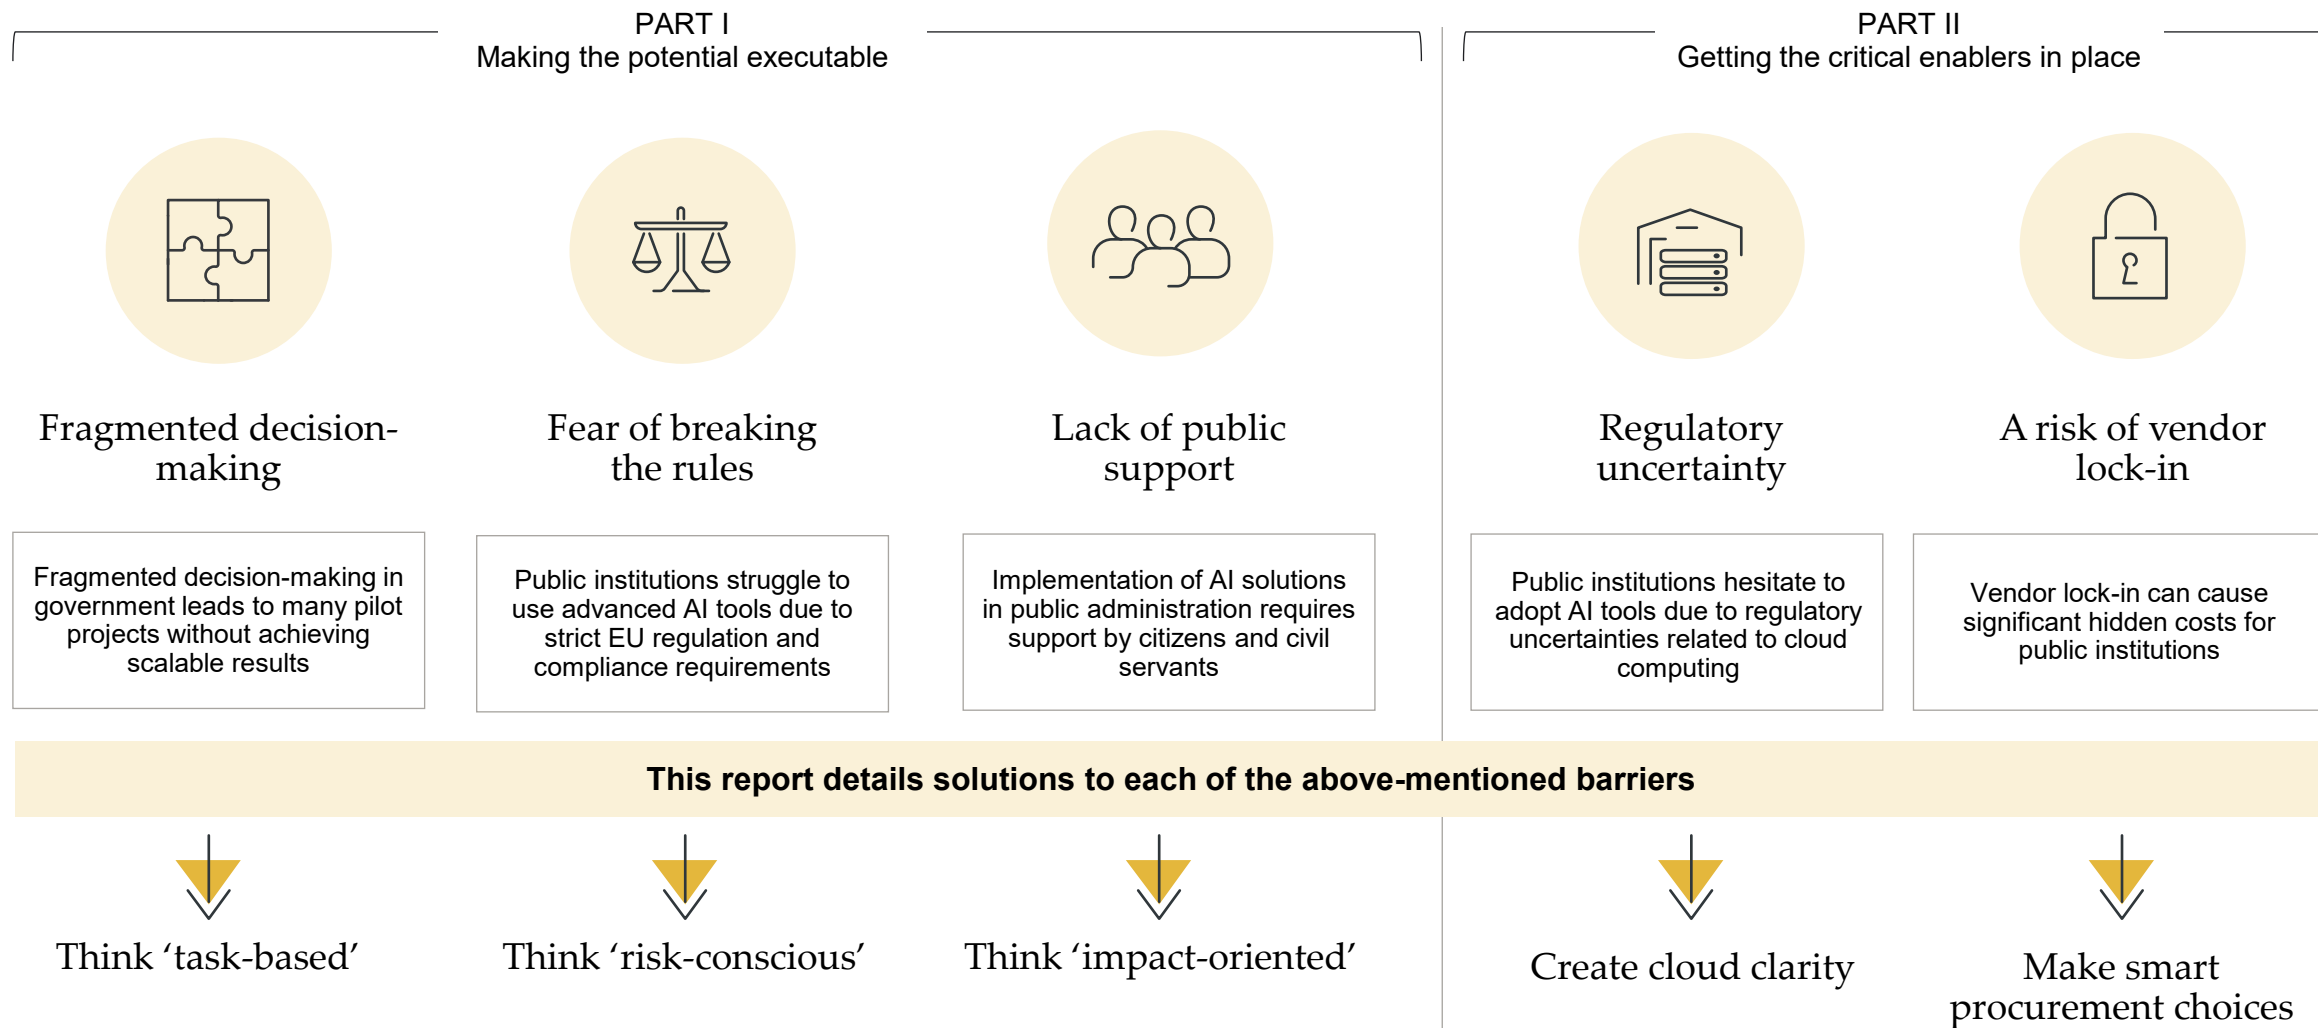 PART I
Making the potential executable
PART II
Getting the critical enablers in place
Fragmented decision-
making
Fear of breaking
the rules
Lack of public
support
Regulatory
uncertainty
A risk of vendor
lock-in
Fragmented decision-making in
government leads to many pilot
projects without achieving
scalable results
Public institutions struggle to
use advanced AI tools due to
strict EU regulation and
compliance requirements
Implementation of AI solutions
in public administration requires
support by citizens and civil
servants
Public institutions hesitate to
adopt AI tools due to regulatory
uncertainties related to cloud
computing
Vendor lock-in can cause
significant hidden costs for
public institutions
This report details solutions to each of the above-mentioned barriers
Think ‘task-based’
Think ‘risk-conscious’
Think ‘impact-oriented’
Create cloud clarity
Make smart
procurement choices